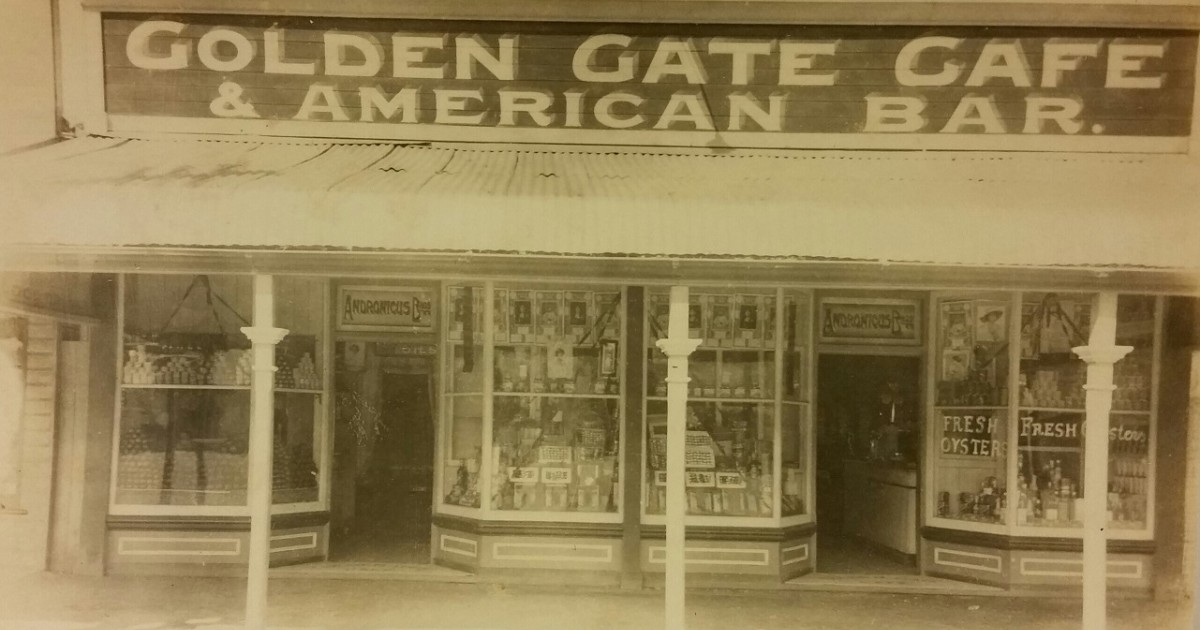 GOLDEN GATE CAFE
& AMERICAN BAR.
ANDRONICUS BROS
ANDRONICUS BROS
FRESH
OYSTERS
FRESH Oysters